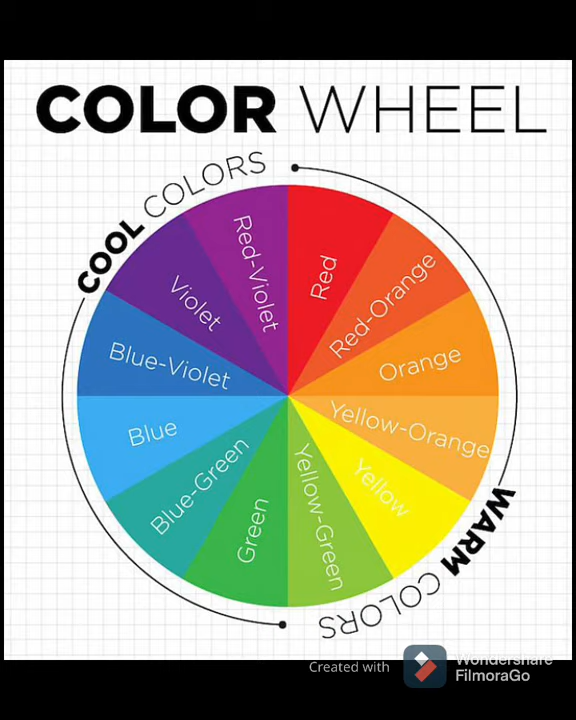 COLOR WHEEL
COOL COLORS
Red-Violet
Red
Violet
Red-Orange
Blue-Violet
Orange
Blue
Yellow-Orange
Blue-Green
Yellow
Green
Yellow-Green
WARM COLORS
Created with
Wondershare
FilmoraGo